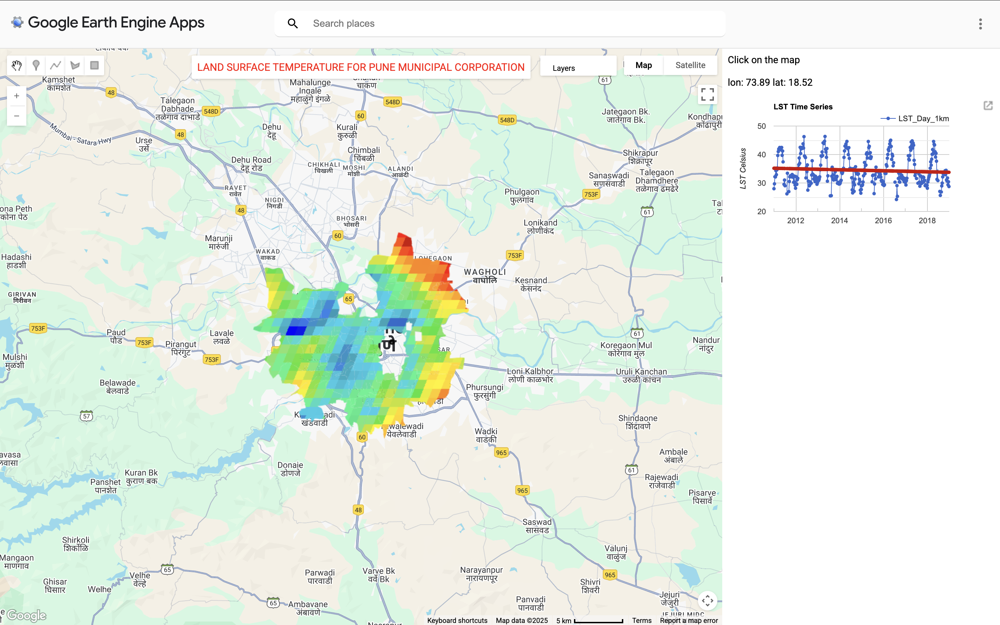 Google Earth Engine Apps
Search places
LAND SURFACE TEMPERATURE FOR PUNE MUNICIPAL CORPORATION
Layers
Map
Satellite
Click on the map
lon: 73.89 lat: 18.52
LST Time Series
LST_Day_1km
50
40
30
20
LST Celsius
2012
2014
2016
2018
Kamshet
कामशेत
48
Talegaon
Dabhade
तळेगाव दाभाडे
548D
48
Mumbai - Satara Hwy
Urse
उर्से
Mahalunge
Ingale
महाळुंगे इंगळे
चाकण
548D
60
61
Dehu
देहू
Kurali
कुरुळी
548D
Jategaon Bk.
जातेगाव Bk.
Chimbali
चिंबळी
Dehu Road
देहू रोड
CHIKHALI
चिखली
MOSHI
मोशी
ALANDI
आळंदी
Shikrapur
शिक्रापूर
Sanaswadi
सणसवाडी
Talegaon
Dhamdhere
तळेगाव ढमढेरे
RAVET
रावेत
NIGDI
निगडी
Phulgaon
फुलगांव
753F
48
BHOSARI
भोसरी
61
Lonikand
लोणीकंद
60
Marunji
मारुंजी
WAKAD
वाकड
Hadashi
हाडशी
753F
LOHEGAON
WAGHOLI
वाघोलि
Kesnand
केसनंद
GIRIVAN
गिरीवन
65
753F
Paud
पौड
753F
Lavale
लवळे
Pirangut
पिरंगुट
753F
Mulshi
मुळशी
61
Koregaon Mul
कोरेगाव मुल
Nandur
नांदुर
Loni Kalbhor
लोणी काळभोर
Uruli Kanchan
उरुळी कांचन
Belawade
बेलवाडे
Phursungi
फुरसुंगी
57
खडेवाडी
येवलेवाडी
60
Shindaone
शिंदावणे
Wadki
वाडकी
965
Ambale
अंबाले
Donaje
डोणजे
61
Kuran Bk
कुराण बक
Panshet
पानशेत
Rajewadi
राजेवाडी
965
Pisarve
पिसार्वे
48
Saswad
सासवड
Shirkoli
शिर्कोळि
Valunj
वाळुंज
Mangaon
माणगाव
65
Velhe
वेल्हे
Parwadi
पारवाडी
Varve Bk
वर्वे Bk
Narayanpur
नारायणपूर
965
Ghisar
घिसाार
Welhe
Shivri
शिवरी
65
Ambavane
अंबावणे
Panvadi
पानवाडी
Jejuri
जेजुरी
JEJURI MIDC
Google
Keyboard shortcuts
Map data ©2025
5 km
Terms
Report a map error